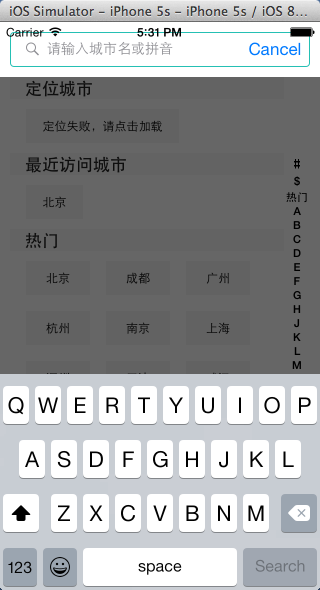 iOS Simulator - iPhone 5s - iPhone 5s / iOS 8...
Carrier 5:31 PM
请输入城市名或拼音 Cancel
定位城市
定位失败，请点击加载
最近访问城市
北京
热门
北京 成都 广州
杭州 南京 上海
#
$
热门
A
B
C
D
E
F
G
H
J
K
L
M
Q W E R T Y U I O P
A S D F G H J K L
Z X C V B N M
123 space Search